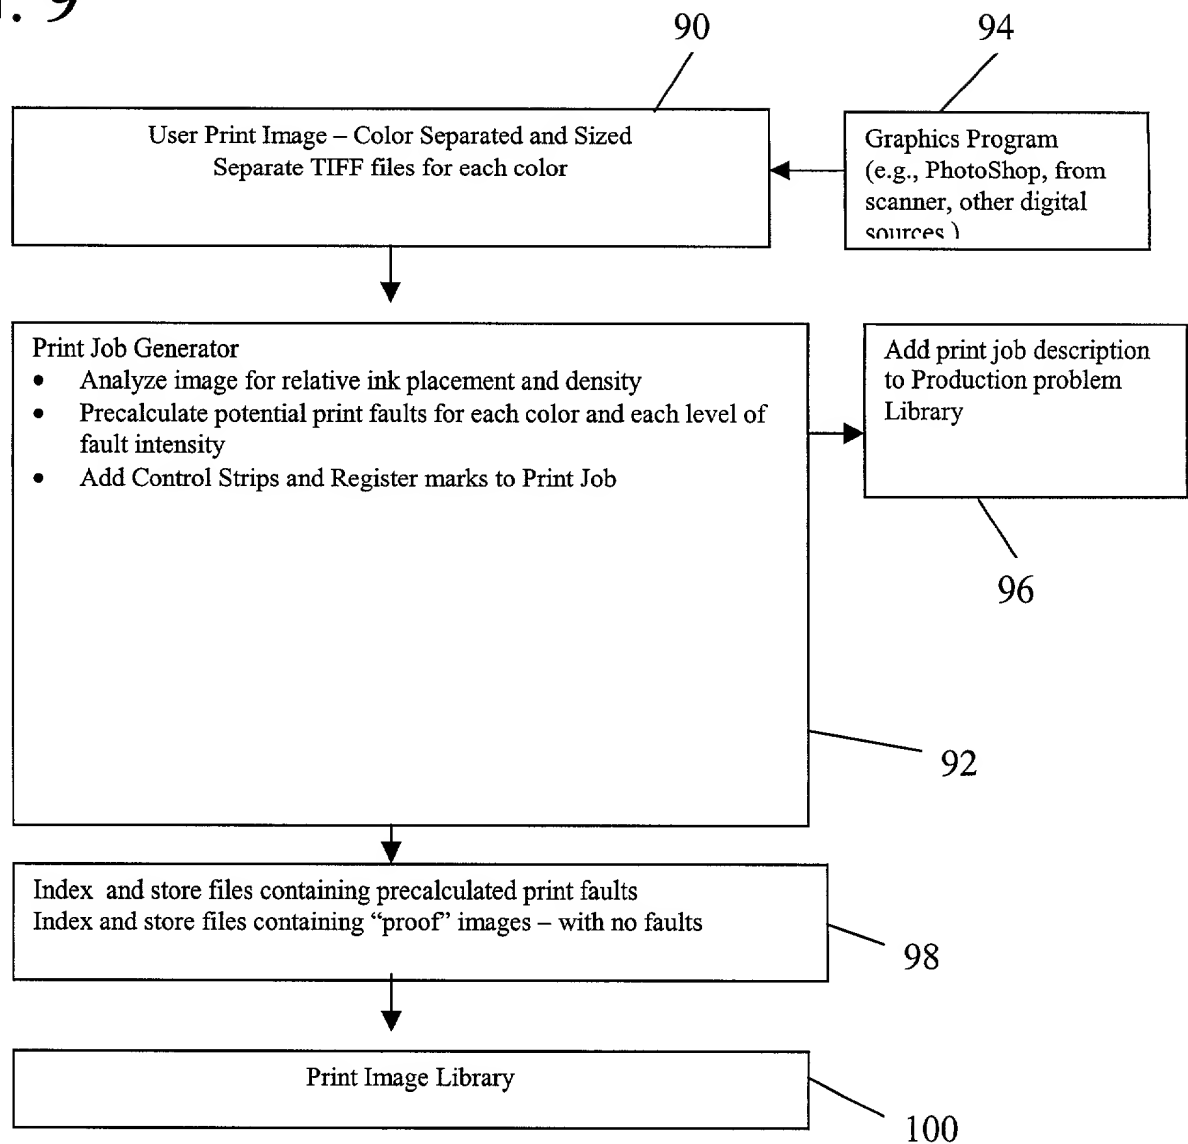 . 9
90
94
User Print Image – Color Separated and Sized
Separate TIFF files for each color
Graphics Program
(e.g., PhotoShop, from
scanner, other digital
sources )
Print Job Generator
• Analyze image for relative ink placement and density
• Precalculate potential print faults for each color and each level of
fault intensity
• Add Control Strips and Register marks to Print Job
Add print job description
to Production problem
Library
96
92
Index and store files containing precalculated print faults
Index and store files containing “proof” images – with no faults
98
Print Image Library
100